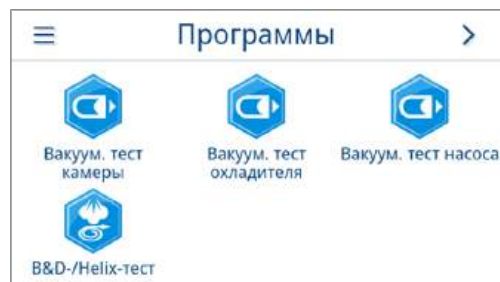 Программы
Вакуум. тест
камеры
Вакуум. тест
охладителя
Вакуум. тест насоса
B&D-/Helix-тест